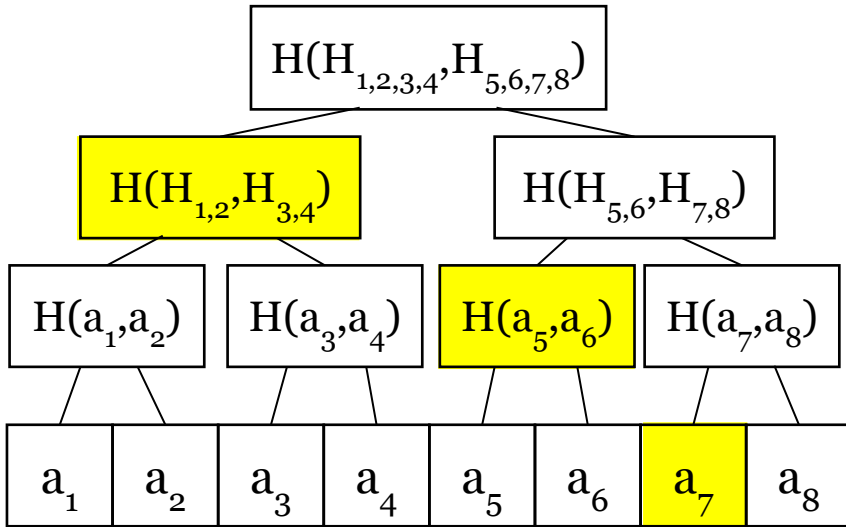 H(H₁,₂,₃,₄,H₅,₆,₇,₈)
H(H₁,₂,H₃,₄) H(H₅,₆,H₇,₈)
H(a₁,a₂) H(a₃,a₄) H(a₅,a₆) H(a₇,a₈)
a₁ a₂ a₃ a₄ a₅ a₆ a₇ a₈